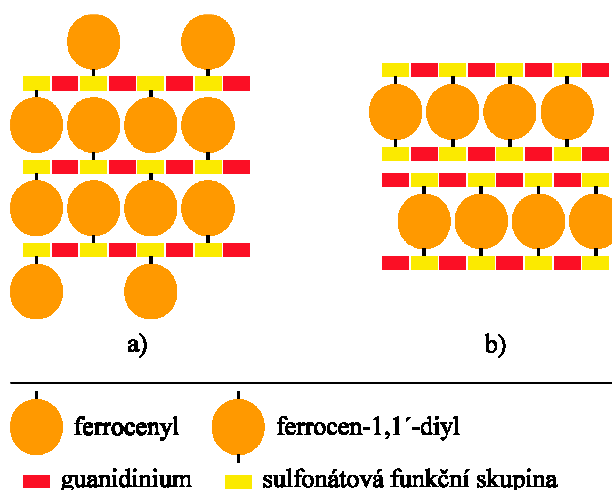 a)
b)
ferrocenyl
ferrocen-1,1´-diyl
guanidinium
sulfonátová funkční skupina